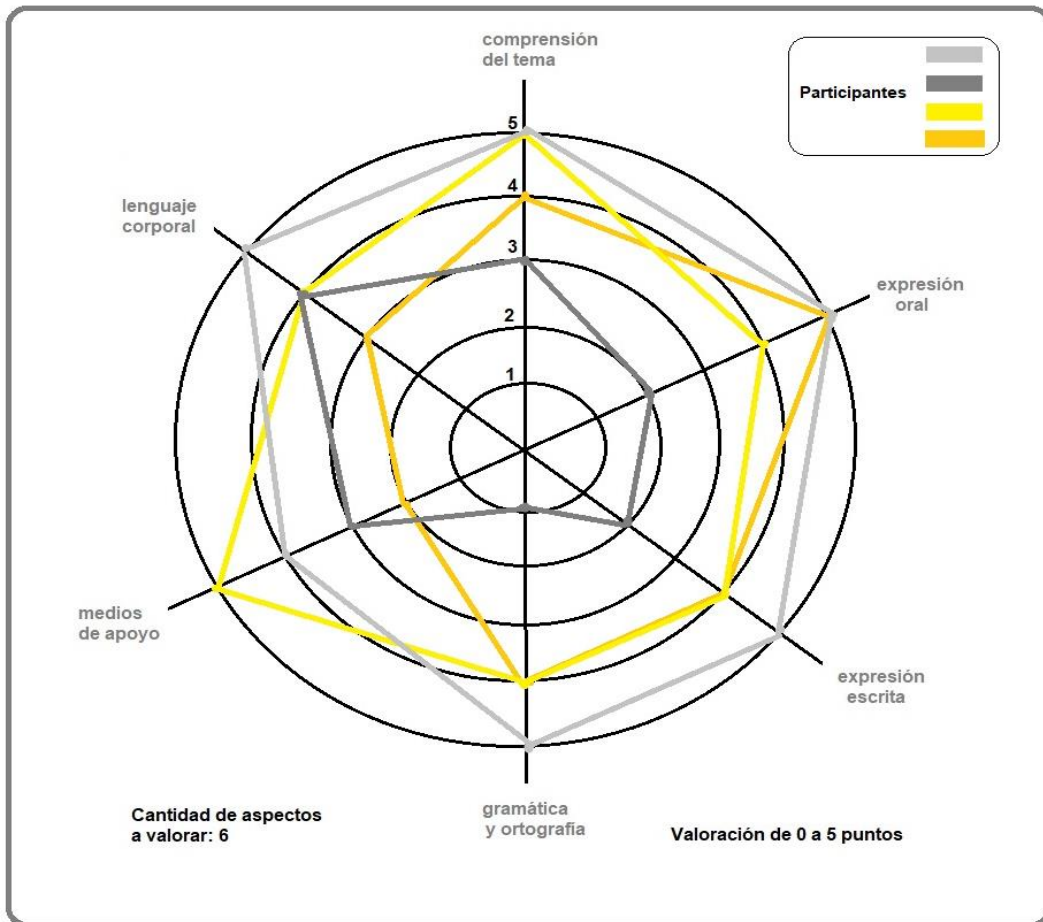 comprensión
del tema
Participantes
5
4
3
2
1
lenguaje
corporal
expresión
oral
medios
de apoyo
expresión
escrita
gramática
y ortografía
Cantidad de aspectos
a valorar: 6
Valoración de 0 a 5 puntos